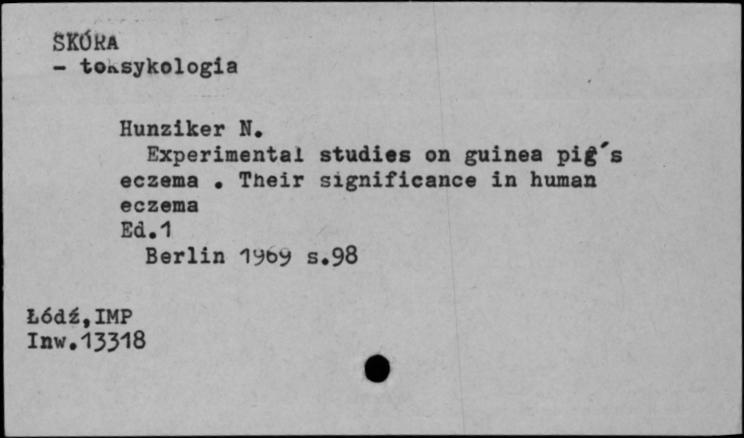 SKÓRA
- toksykologia
Hunziker N.
Experimental studies on guinea pig´s
eczema . Their significance in human
eczema
Ed.1
Berlin 1969 s.98
Łódź,IMP
Inw.13318